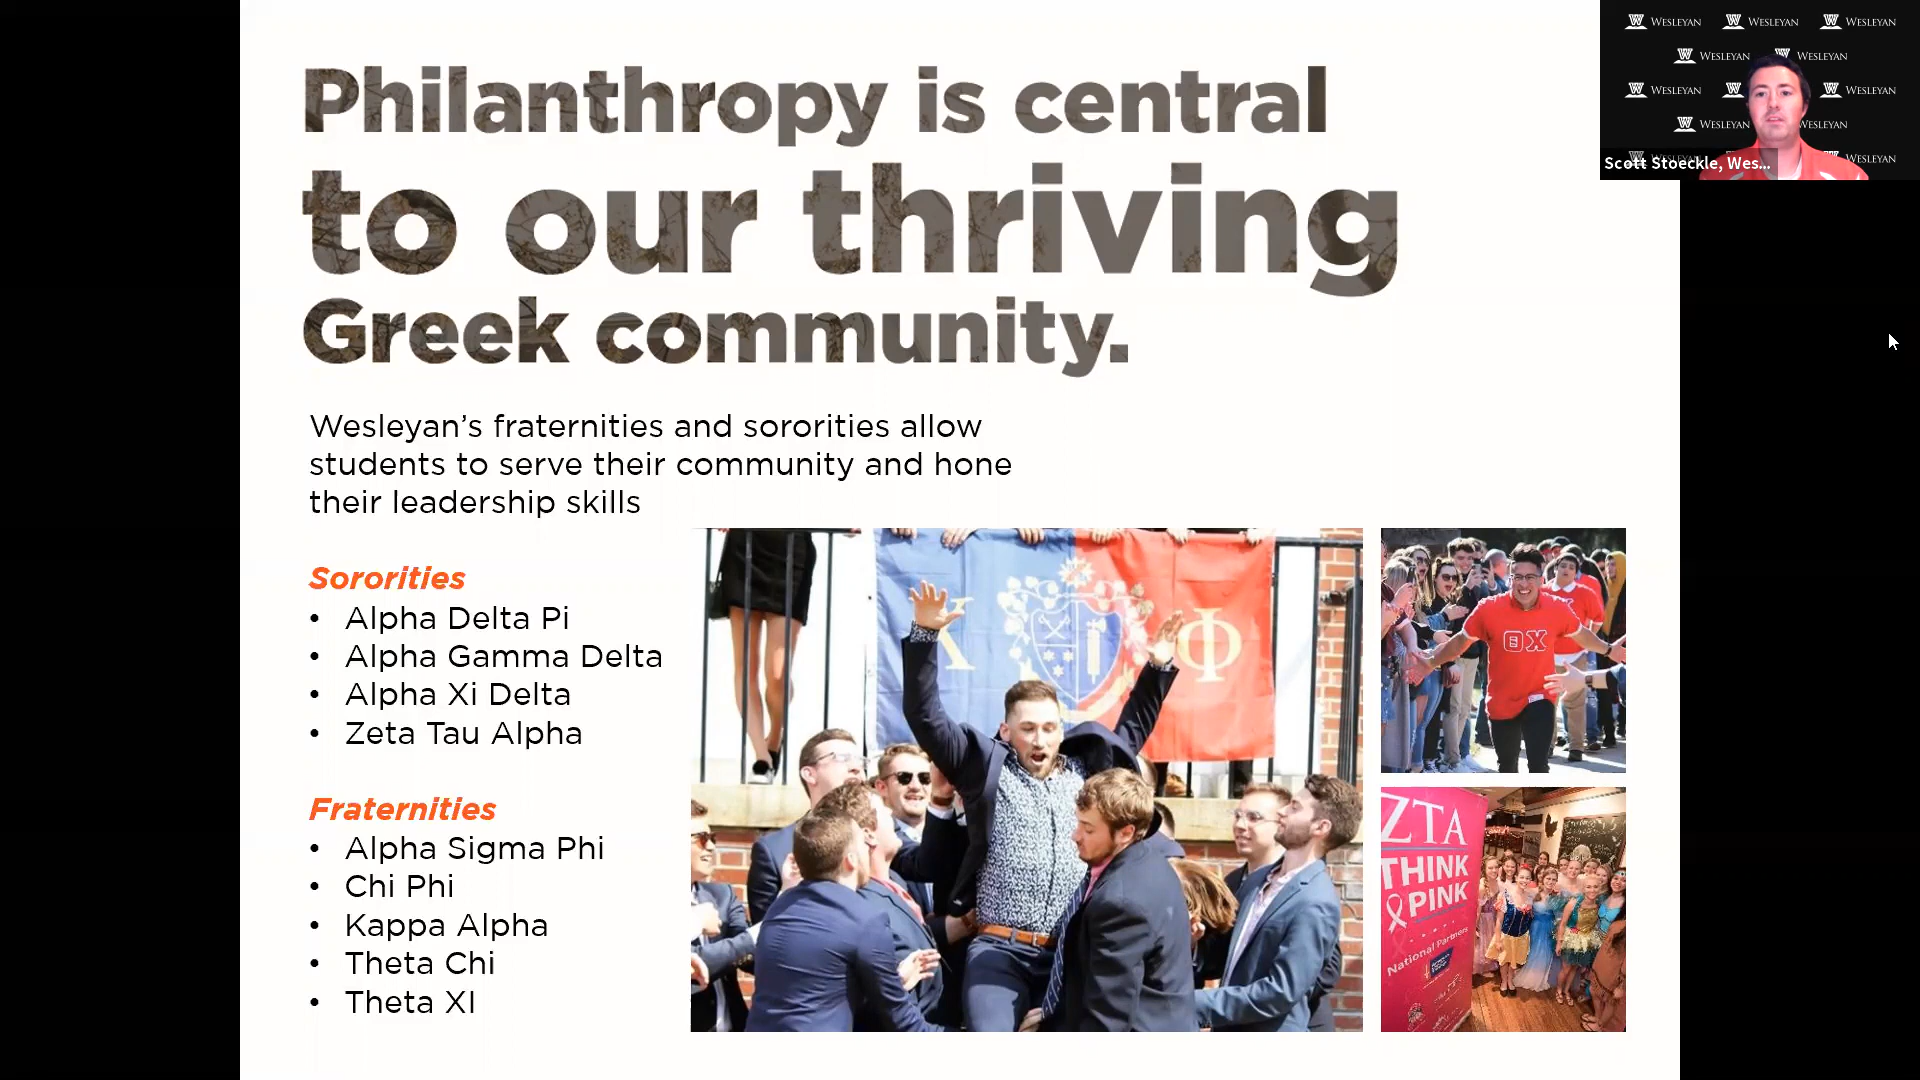 Philanthropy is central
to our thriving
Greek community.
Wesleyan’s fraternities and sororities allow
students to serve their community and hone
their leadership skills
Sororities
• Alpha Delta Pi
• Alpha Gamma Delta
• Alpha Xi Delta
• Zeta Tau Alpha
Fraternities
• Alpha Sigma Phi
• Chi Phi
• Kappa Alpha
• Theta Chi
• Theta XI
Χ Φ
ΘΧ
ZTA
THINK
PINK
National Partners
WESLEYAN WESLEYAN WESLEYAN
WESLEYAN WESLEYAN
WESLEYAN WESLEYAN
WESLEYAN WESLEYAN
WESLEYAN
Scott Stoeckle, Wes...